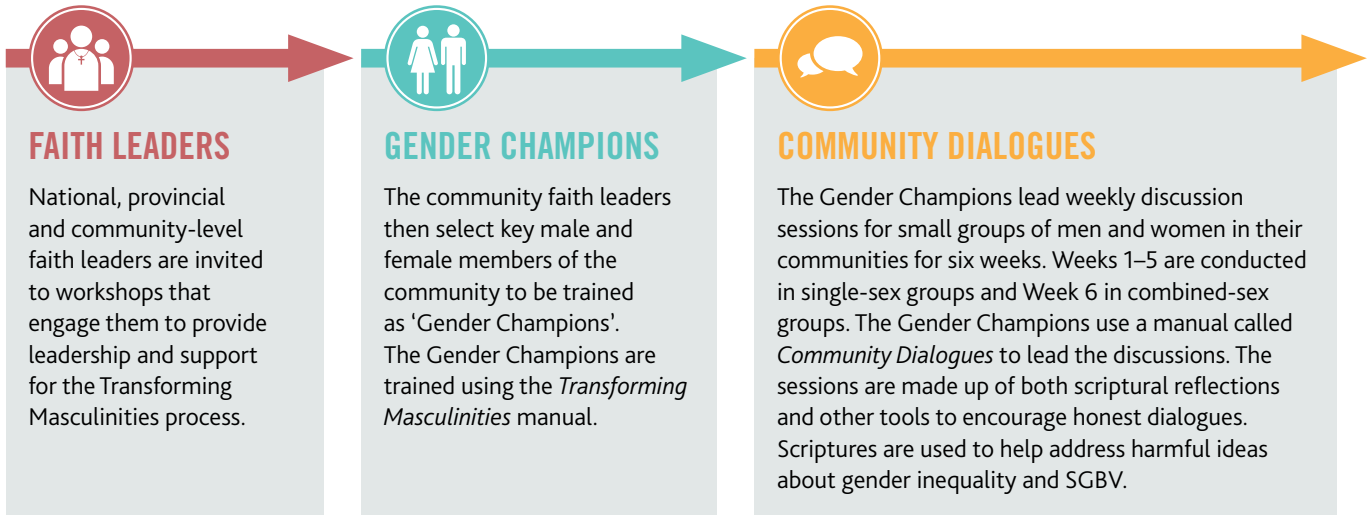 FAITH LEADERS
National, provincial
and community-level
faith leaders are invited
to workshops that
engage them to provide
leadership and support
for the Transforming
Masculinities process.
GENDER CHAMPIONS
The community faith leaders
then select key male and
female members of the
community to be trained
as ‘Gender Champions’.
The Gender Champions are
trained using the Transforming
Masculinities manual.
COMMUNITY DIALOGUES
The Gender Champions lead weekly discussion
sessions for small groups of men and women in their
communities for six weeks. Weeks 1–5 are conducted
in single-sex groups and Week 6 in combined-sex
groups. The Gender Champions use a manual called
Community Dialogues to lead the discussions. The
sessions are made up of both scriptural reflections
and other tools to encourage honest dialogues.
Scriptures are used to help address harmful ideas
about gender inequality and SGBV.